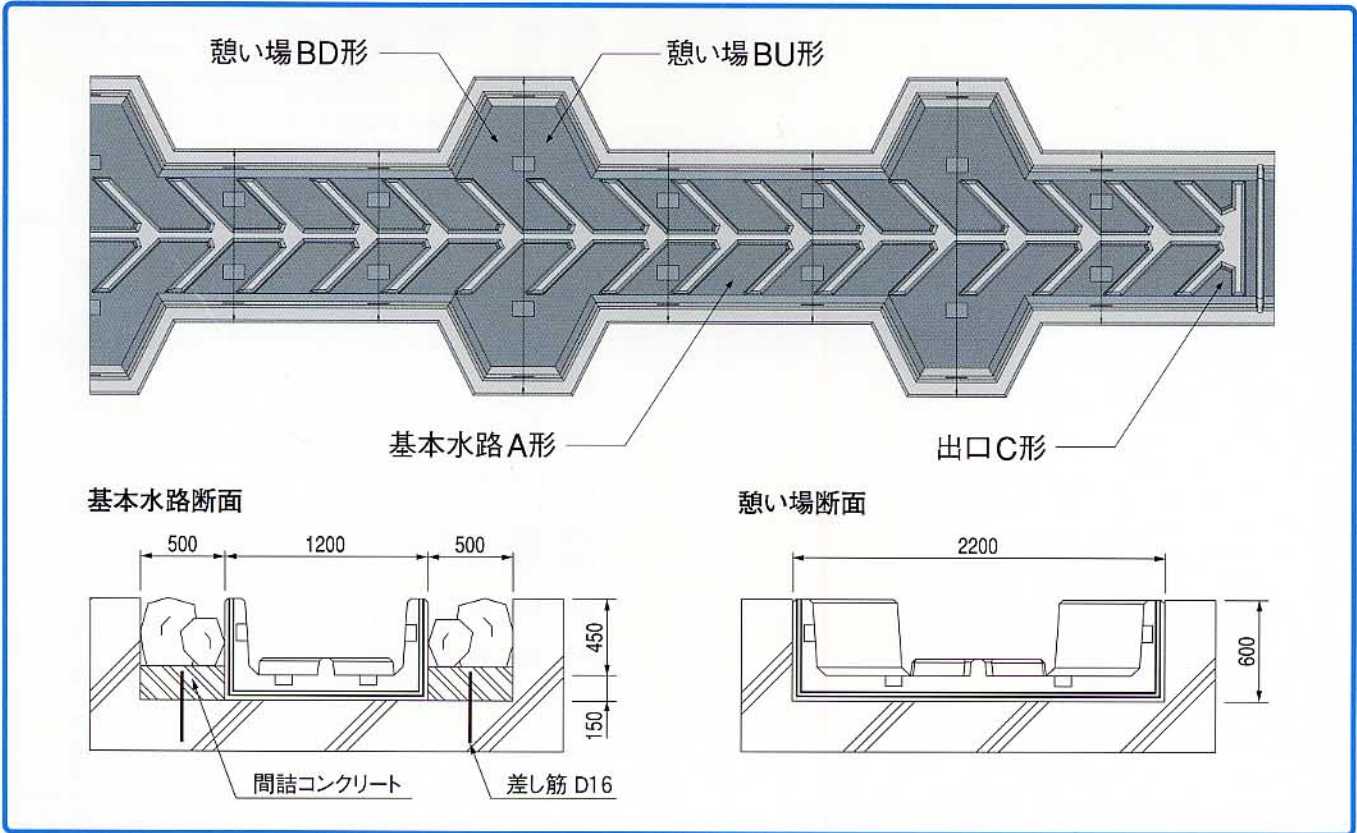 憩い場BD形
憩い場BU形
基本水路A形
出口C形
基本水路断面
500
1200
500
450
150
間詰コンクリート
差し筋 D16
憩い場断面
2200
600